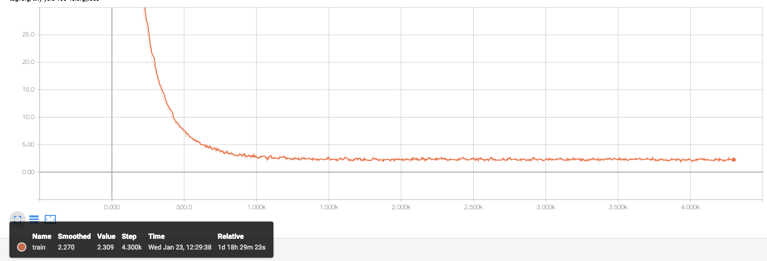 25.0
20.0
15.0
10.0
5.00
0.00
0.000 500.0 1.000k 1.500k 2.000k 2.500k 3.000k 3.500k 4.000k
Name Smoothed Value Step Time Relative
train 2.270 2.309 4.300k Wed Jan 23, 12:29:38 1d 18h 29m 23s